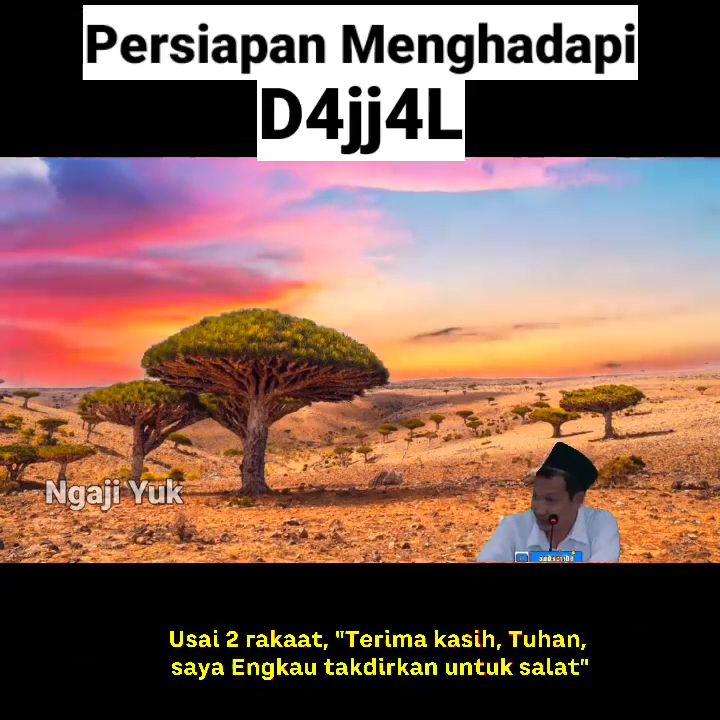 Persiapan Menghadapi
D4jj4L
Ngaji Yuk
Usai 2 rakaat, "Terima kasih, Tuhan,
saya Engkau takdirkan untuk salat"